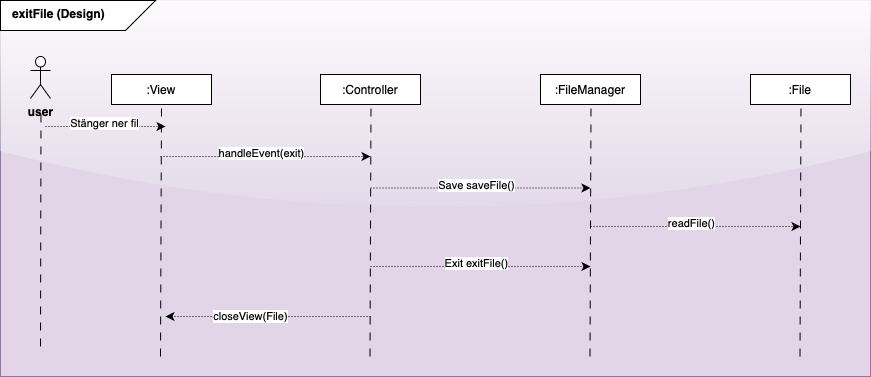 exitFile (Design)
:View
:Controller
:FileManager
:File
user
Stänger ner fil
handleEvent(exit)
Save saveFile()
readFile()
Exit exitFile()
closeView(File)